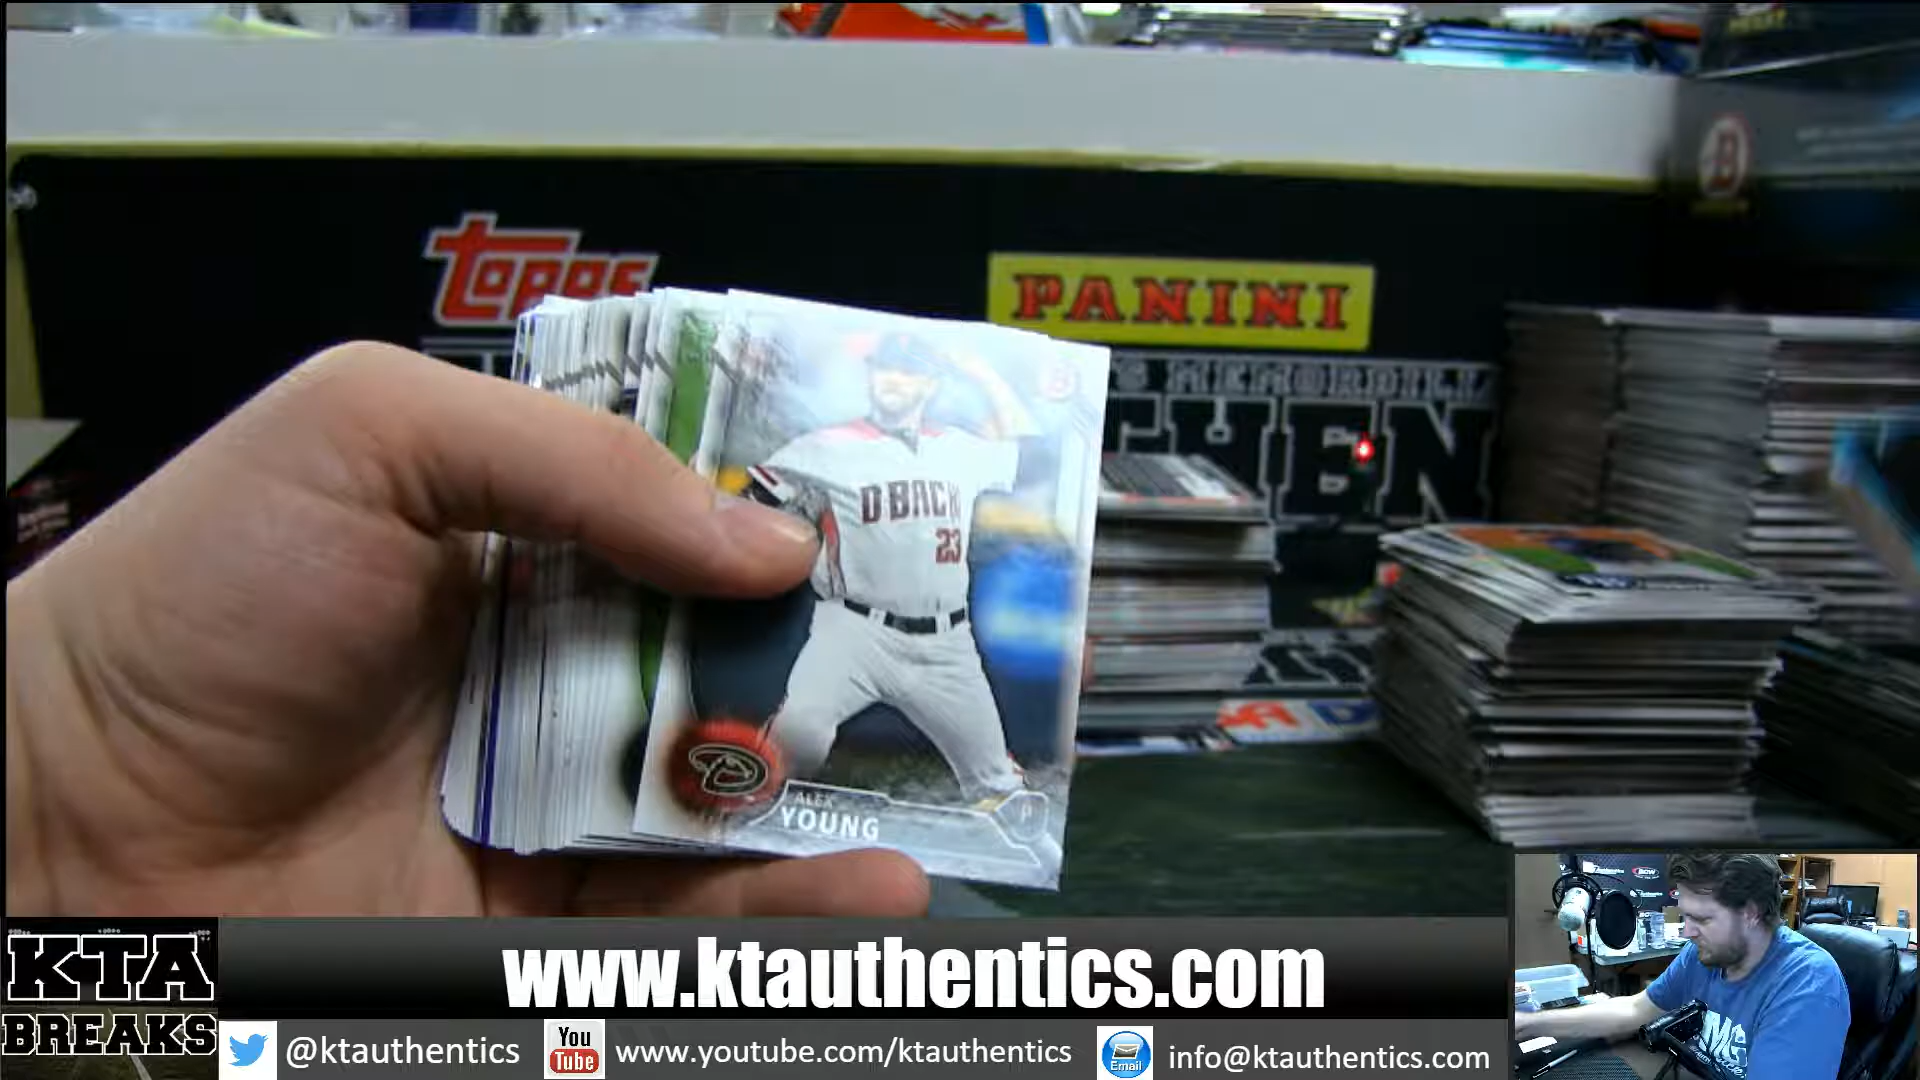 Topps
PANINI
D BACK
23
ALEX
YOUNG
P
KTA
BREAKS
www.ktauthentics.com
@ktauthentics
You
Tube
www.youtube.com/ktauthentics
Email
info@ktauthentics.com